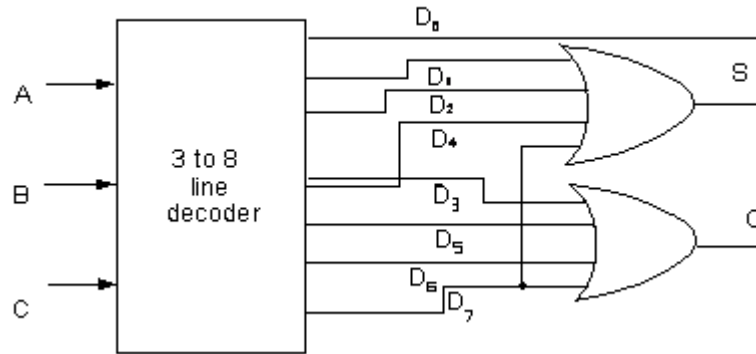 D₀
S
A
D₁
D₂
D₄
3 to 8
line
decoder
B
D₃
C
D₅
D₆
D₇
C